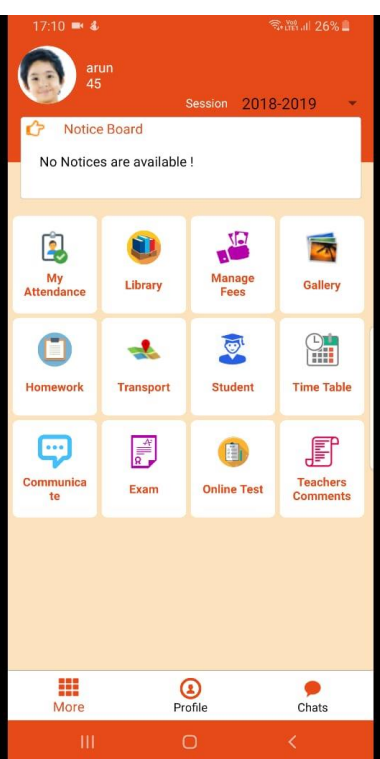 17:10 26%
arun
45
Session 2018-2019
Notice Board
No Notices are available !
My
Attendance
Library
Manage
Fees
Gallery
Homework
Transport
Student
Time Table
Communica
te
Exam
Online Test
Teachers
Comments
More
Profile
Chats